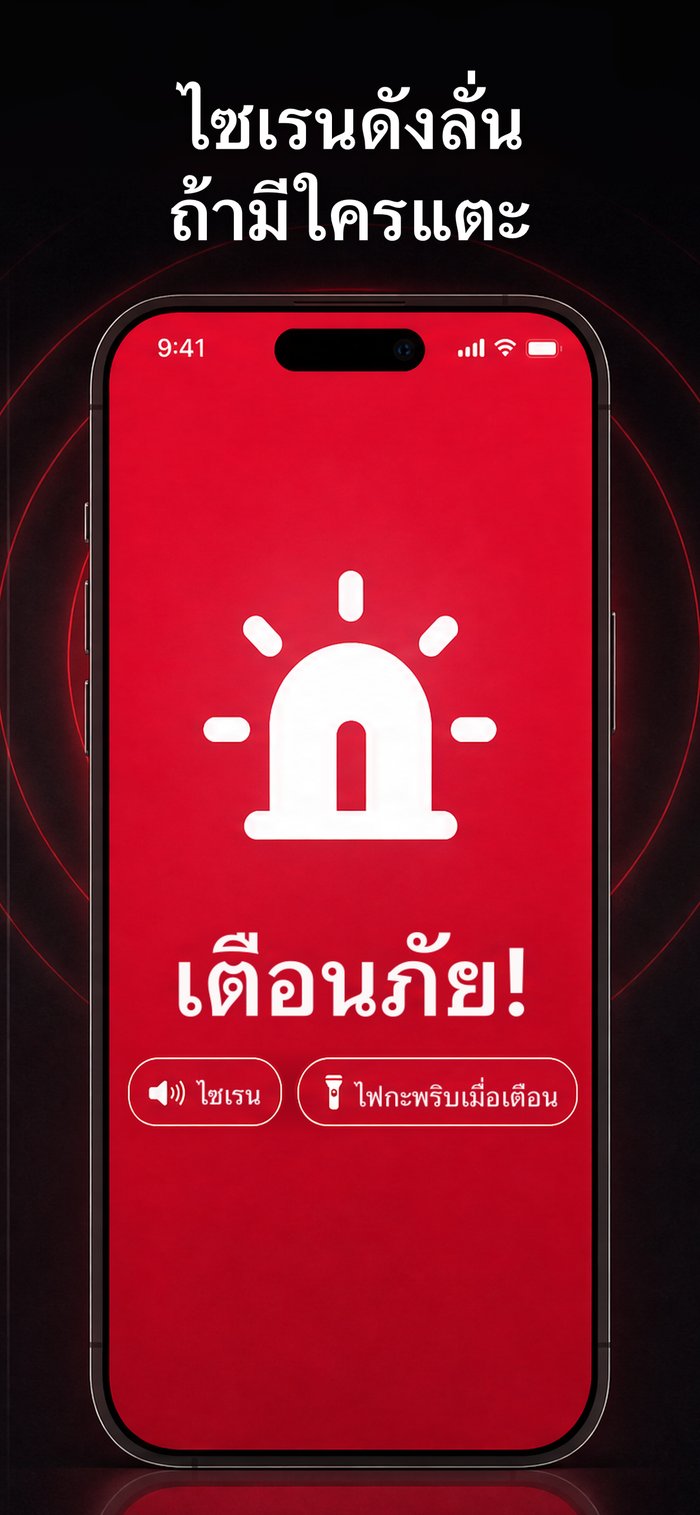 ไซเรนดังลั่น
ถ้ามีใครแตะ
9:41
เตือนภัย!
ไซเรน
ไฟกะพริบเมื่อเตือน